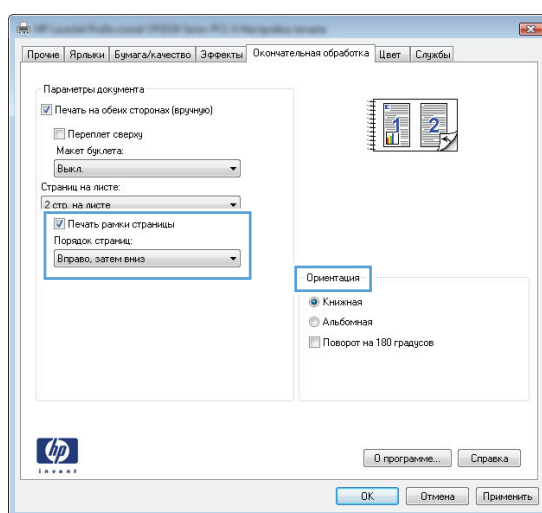 Прочие Ярлыки Бумага/качество Эффекты Окончательная обработка Цвет Службы
Параметры документа
Печать на обеих сторонах (вручную)
Переплет сверху
Макет буклета:
Выкл.
Страниц на листе:
2 стр. на листе
Печать рамки страницы
Порядок страниц:
Вправо, затем вниз
1 2
Ориентация
Книжная
Альбомная
Поворот на 180 градусов
hp
invent
О программе... Справка
OK Отмена Применить